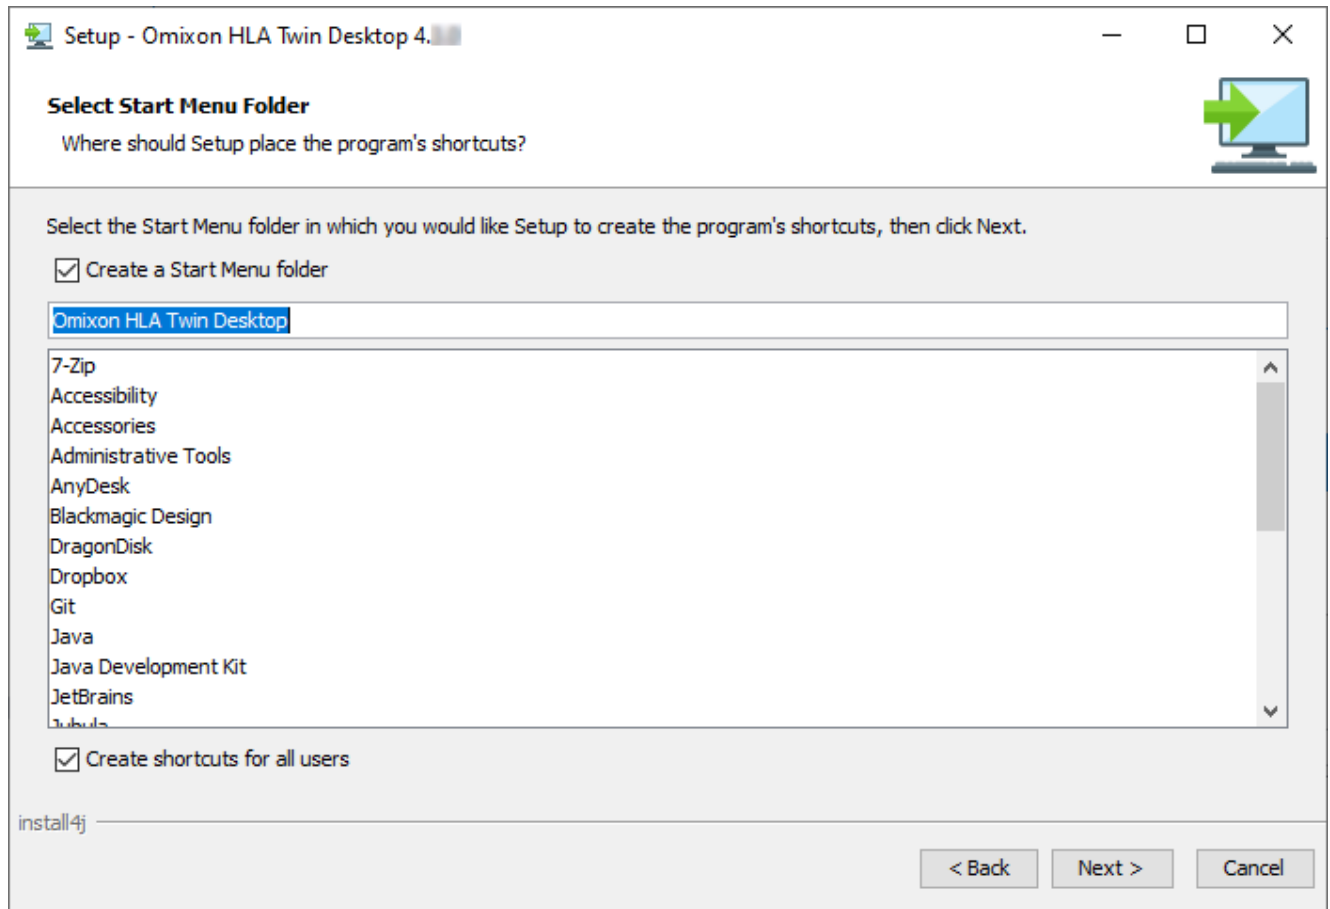 Setup - Omixon HLA Twin Desktop 4.
Select Start Menu Folder
Where should Setup place the program's shortcuts?
Select the Start Menu folder in which you would like Setup to create the program's shortcuts, then click Next.
Create a Start Menu folder
Omixon HLA Twin Desktop
7-Zip
Accessibility
Accessories
Administrative Tools
AnyDesk
Blackmagic Design
DragonDisk
Dropbox
Git
Java
Java Development Kit
JetBrains
Create shortcuts for all users
install4j
< Back
Next >
Cancel